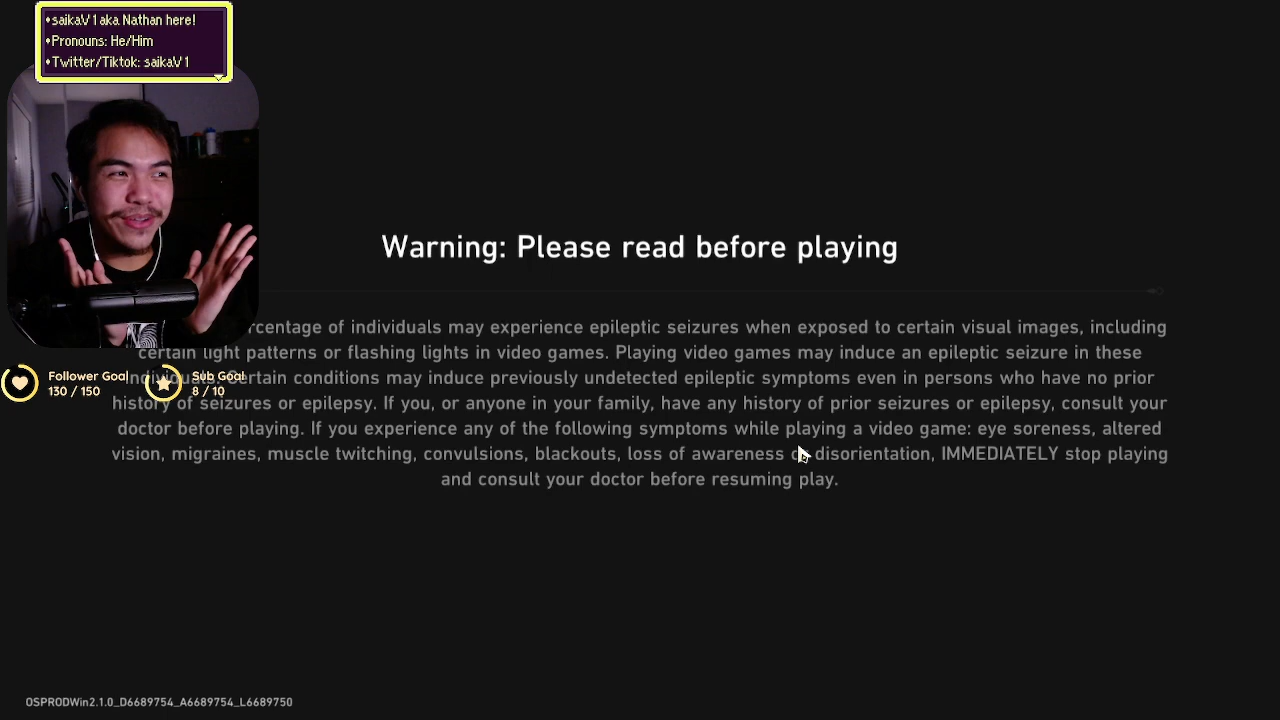 •saikaV1 aka Nathan here!
•Pronouns: He/Him
•Twitter/Tiktok: saikaV1
Warning: Please read before playing
rcentage of individuals may experience epileptic seizures when exposed to certain visual images, including
certain light patterns or flashing lights in video games. Playing video games may induce an epileptic seizure in these
individuals. Certain conditions may induce previously undetected epileptic symptoms even in persons who have no prior
history of seizures or epilepsy. If you, or anyone in your family, have any history of prior seizures or epilepsy, consult your
doctor before playing. If you experience any of the following symptoms while playing a video game: eye soreness, altered
vision, migraines, muscle twitching, convulsions, blackouts, loss of awareness or disorientation, IMMEDIATELY stop playing
and consult your doctor before resuming play.
Follower Goal
130 / 150
Sub Goal
8 / 10
OSPRODWin2.1.0_D6689754_A6689754_L6689750